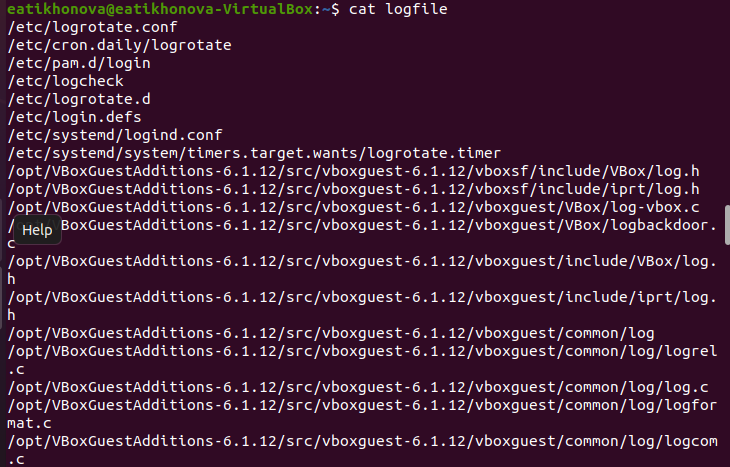 eatikhonova@eatikhonova-VirtualBox:~$ cat logfile
/etc/logrotate.conf
/etc/cron.daily/logrotate
/etc/pam.d/login
/etc/logcheck
/etc/logrotate.d
/etc/login.defs
/etc/systemd/logind.conf
/etc/systemd/system/timers.target.wants/logrotate.timer
/opt/VBoxGuestAdditions-6.1.12/src/vboxguest-6.1.12/vboxsf/include/VBox/log.h
/opt/VBoxGuestAdditions-6.1.12/src/vboxguest-6.1.12/vboxsf/include/iprt/log.h
/opt/VBoxGuestAdditions-6.1.12/src/vboxguest-6.1.12/vboxguest/VBox/log-vbox.c
/ BoxGuestAdditions-6.1.12/src/vboxguest-6.1.12/vboxguest/VBox/logbackdoor.
Help
c
/opt/VBoxGuestAdditions-6.1.12/src/vboxguest-6.1.12/vboxguest/include/VBox/log.
h
/opt/VBoxGuestAdditions-6.1.12/src/vboxguest-6.1.12/vboxguest/include/iprt/log.
h
/opt/VBoxGuestAdditions-6.1.12/src/vboxguest-6.1.12/vboxguest/common/log
/opt/VBoxGuestAdditions-6.1.12/src/vboxguest-6.1.12/vboxguest/common/log/logrel
.c
/opt/VBoxGuestAdditions-6.1.12/src/vboxguest-6.1.12/vboxguest/common/log/log.c
/opt/VBoxGuestAdditions-6.1.12/src/vboxguest-6.1.12/vboxguest/common/log/logfor
mat.c
/opt/VBoxGuestAdditions-6.1.12/src/vboxguest-6.1.12/vboxguest/common/log/logcom
.c